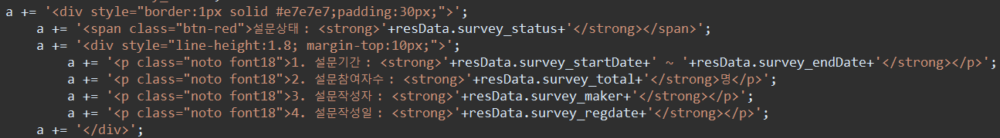 a += '<div style="border:1px solid #e7e7e7;padding:30px;">';
a += '<span class="btn-red">설문상태 : <strong>'+resData.survey_status+'</strong></span>';
a += '<div style="line-height:1.8; margin-top:10px;">';
a += '<p class="noto font18">1. 설문기간 : <strong>'+resData.survey_startDate+' ~ '+resData.survey_endDate+'</strong></p>';
a += '<p class="noto font18">2. 설문참여자수 : <strong>'+resData.survey_total+'</strong>명</p>';
a += '<p class="noto font18">3. 설문작성자 : <strong>'+resData.survey_maker+'</strong></p>';
a += '<p class="noto font18">4. 설문작성일 : <strong>'+resData.survey_regdate+'</strong></p>';
a += '</div>';